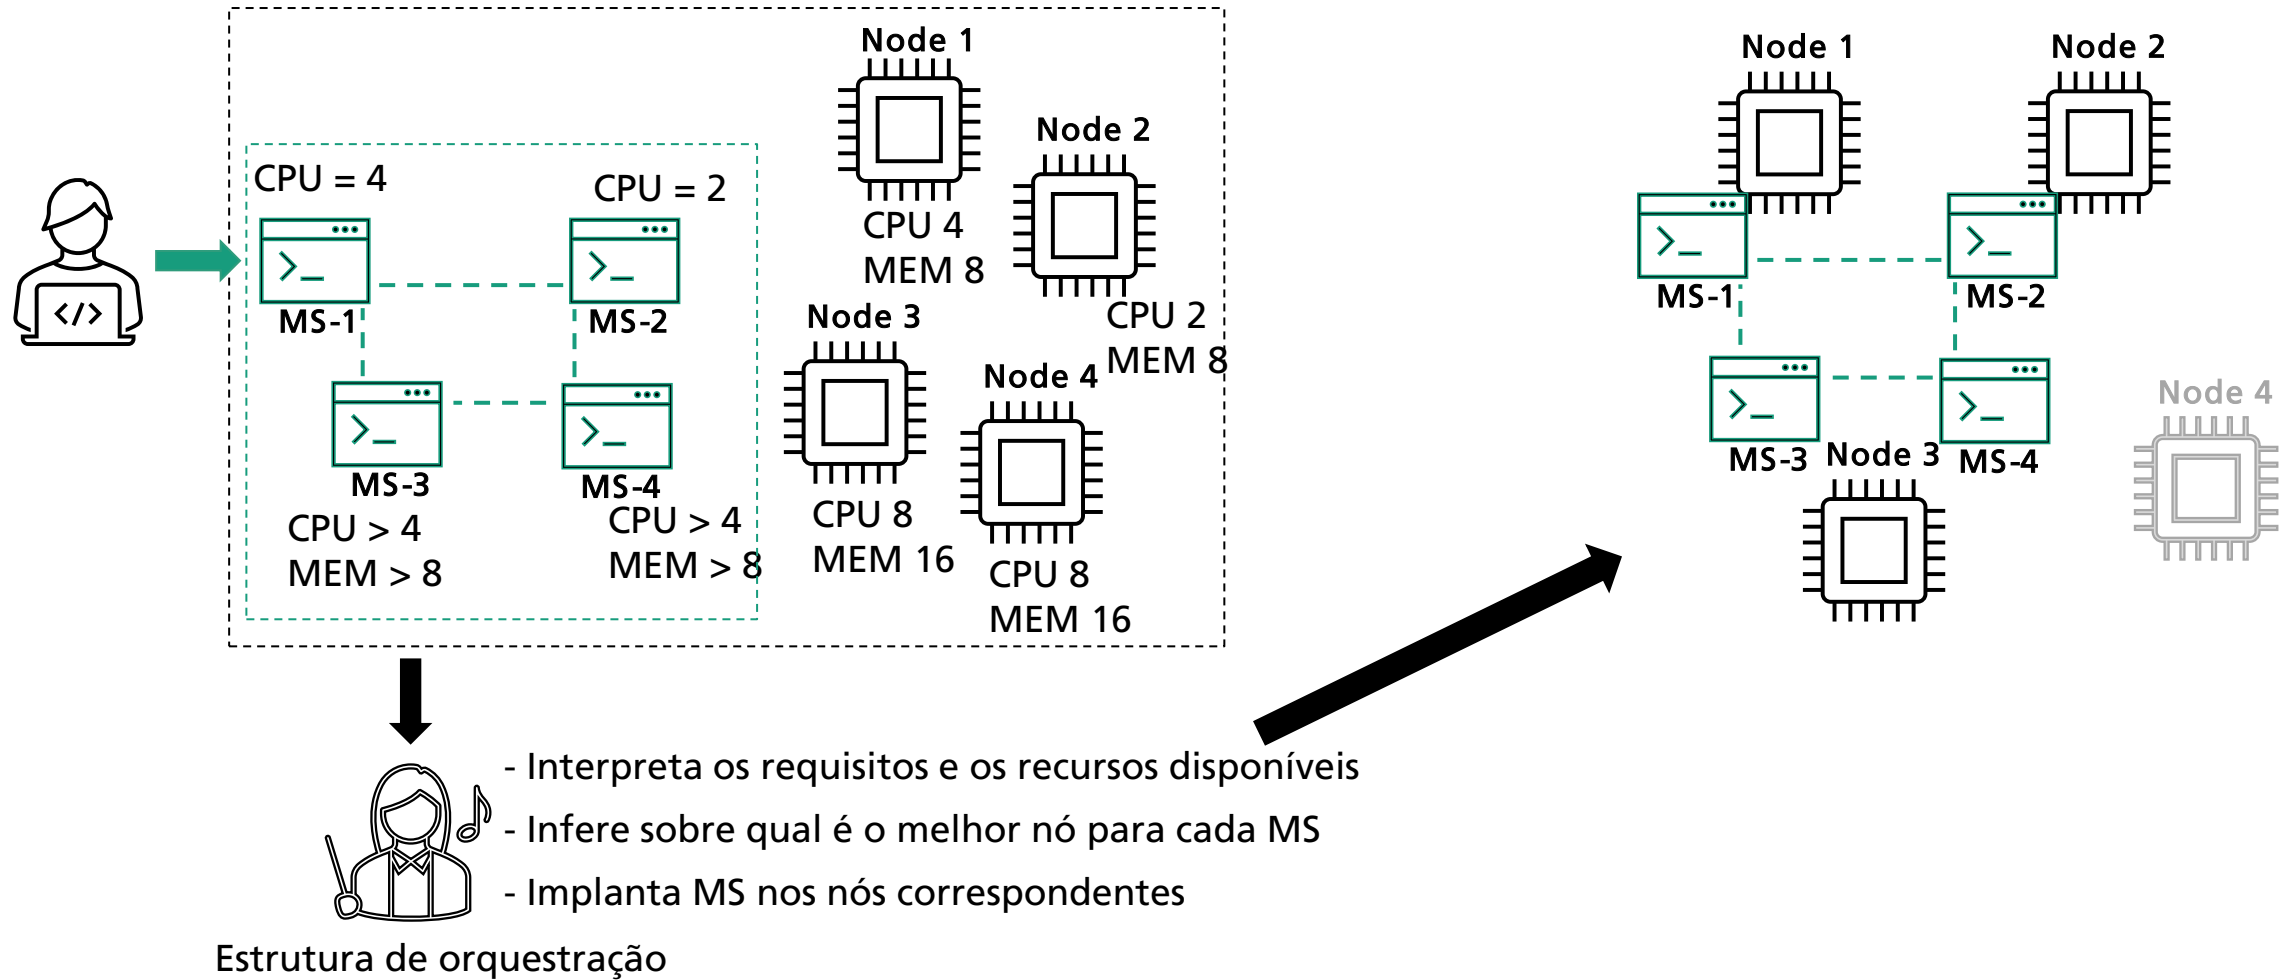 CPU = 4
CPU = 2
MS-1
MS-2
MS-3
MS-4
CPU > 4
MEM > 8
CPU > 4
MEM > 8
Node 1
CPU 4
MEM 8
Node 2
CPU 2
MEM 8
Node 3
CPU 8
MEM 16
Node 4
CPU 8
MEM 16
- Interpreta os requisitos e os recursos disponíveis
- Infere sobre qual é o melhor nó para cada MS
- Implanta MS nos nós correspondentes
Estrutura de orquestração
Node 1
Node 2
MS-1
MS-2
MS-3
Node 3
MS-4
Node 4